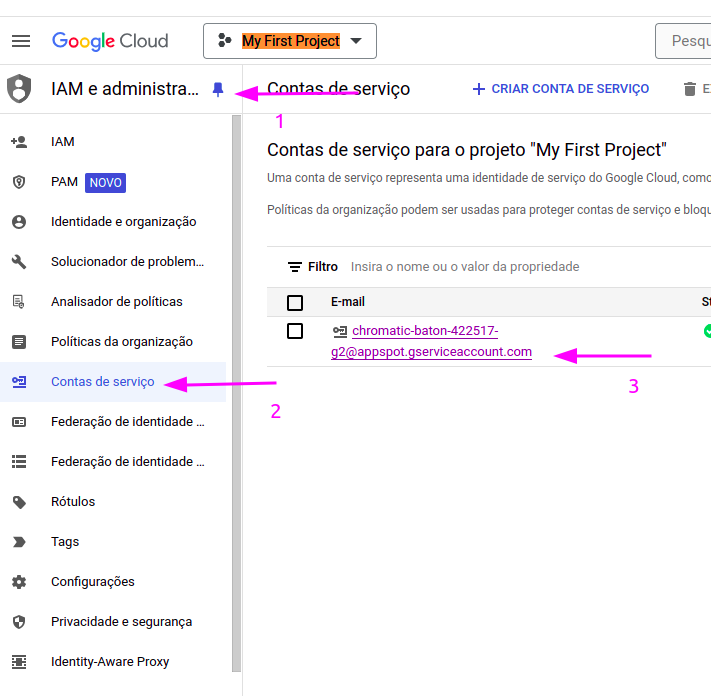 Google Cloud
My First Project
Pesqu
IAM e administra...
Contas de serviço
CRIAR CONTA DE SERVIÇO
1
IAM
PAM NOVO
Identidade e organização
Solucionador de problem...
Analisador de políticas
Políticas da organização
Contas de serviço
2
Federação de identidade ...
Federação de identidade ...
Rótulos
Tags
Configurações
Privacidade e segurança
Identity-Aware Proxy
Contas de serviço para o projeto "My First Project"
Uma conta de serviço representa uma identidade de serviço do Google Cloud, como
Políticas da organização podem ser usadas para proteger contas de serviço e bloqu
Filtro Insira o nome ou o valor da propriedade
E-mail
St
chromatic-baton-422517-
g2@appspot.gserviceaccount.com
3